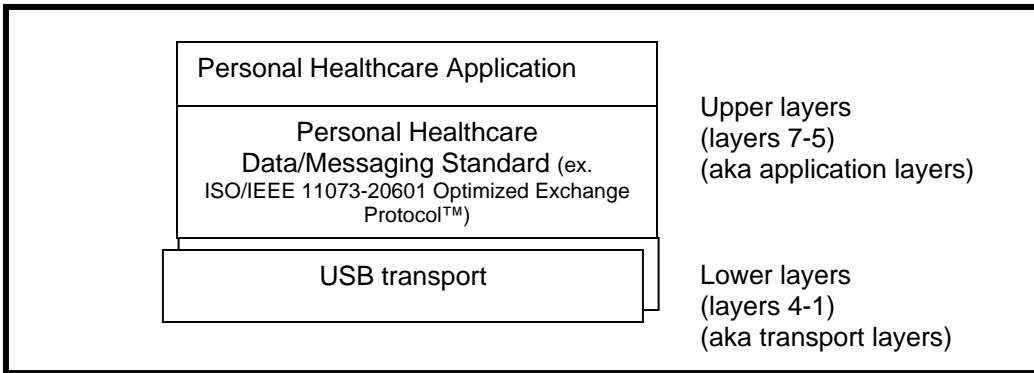 Personal Healthcare Application
Personal Healthcare
Data/Messaging Standard (ex.
ISO/IEEE 11073-20601 Optimized Exchange
Protocol™)
Upper layers
(layers 7-5)
(aka application layers)
USB transport
Lower layers
(layers 4-1)
(aka transport layers)